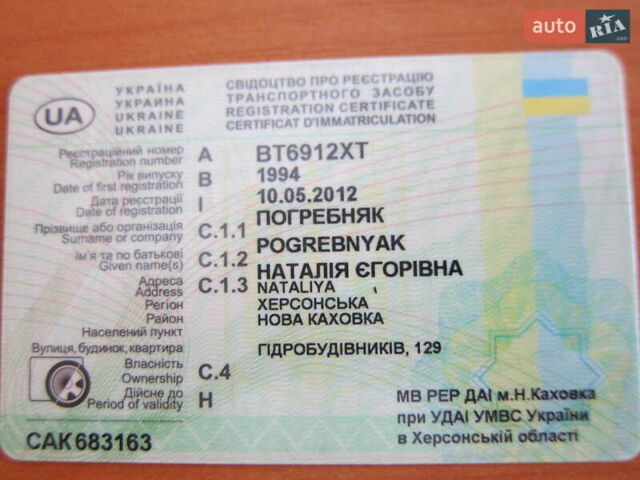 auto RIA.com
УКРАЇНА
УКРАИНА
UKRAINE
UKRAINE
UA
СВІДОЦТВО ПРО РЕЄСТРАЦІЮ
ТРАНСПОРТНОГО ЗАСОБУ
REGISTRATION CERTIFICATE
CERTIFICAT D'IMMATRICULATION
Реєстраційний номер
Registration number
A
BT6912XT
Рік випуску
Date of first registration
B
1994
Дата реєстрації
Date of registration
I
10.05.2012
Прізвище або організація
Surname or company
C.1.1
ПОГРЕБНЯК
POGREBNYAK
Ім'я та по батькові
Given name(s)
C.1.2
НАТАЛІЯ ЄГОРІВНА
NATALIYA
Адреса
Address
C.1.3
Регіон
ХЕРСОНСЬКА
Район
НОВА КАХОВКА
Населений пункт
Вулиця, будинок, квартира
ГІДРОБУДІВНИКІВ, 129
Власність
Ownership
C.4
Дійсне до
Period of validity
H
МВ РЕР ДАІ м.Н.Каховка
при УДАІ УМВС України
в Херсонській області
САК683163